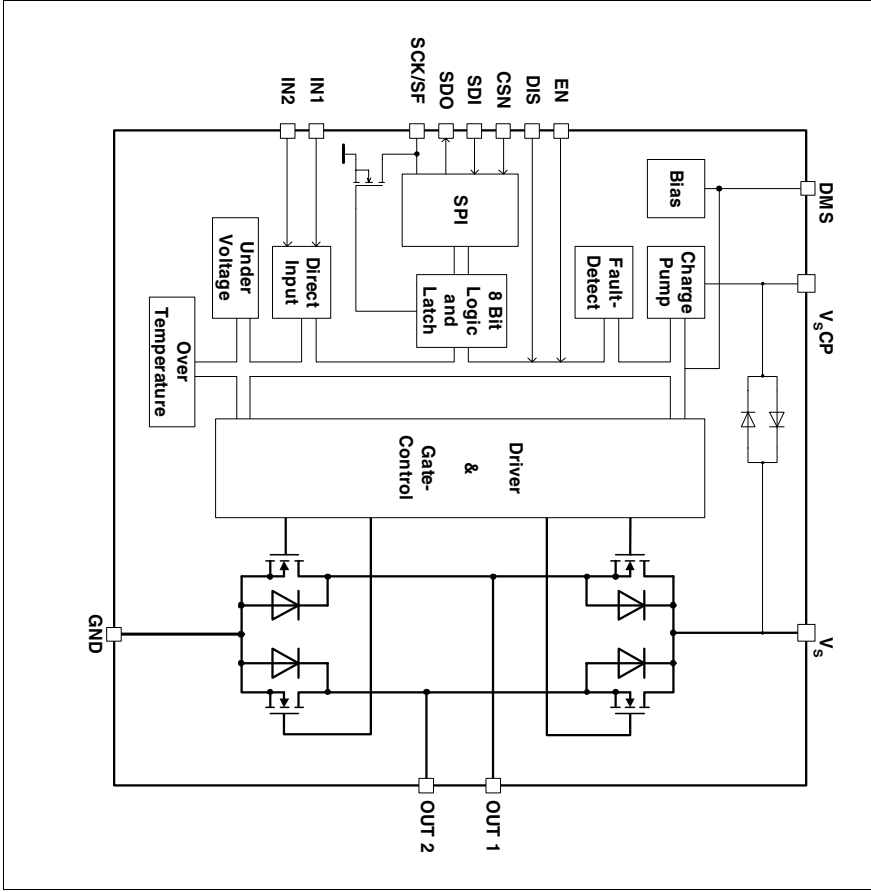 DMS
VSCP
VS
Bias
Charge
Pump
Fault-
Detect
8 Bit
Logic
and
Latch
SPI
Direct
Input
Under
Voltage
Over
Temperature
EN
DIS
CSN
SDI
SDO
SCK/SF
IN1
IN2
Driver
&
Gate-
Control
OUT 1
OUT 2
GND